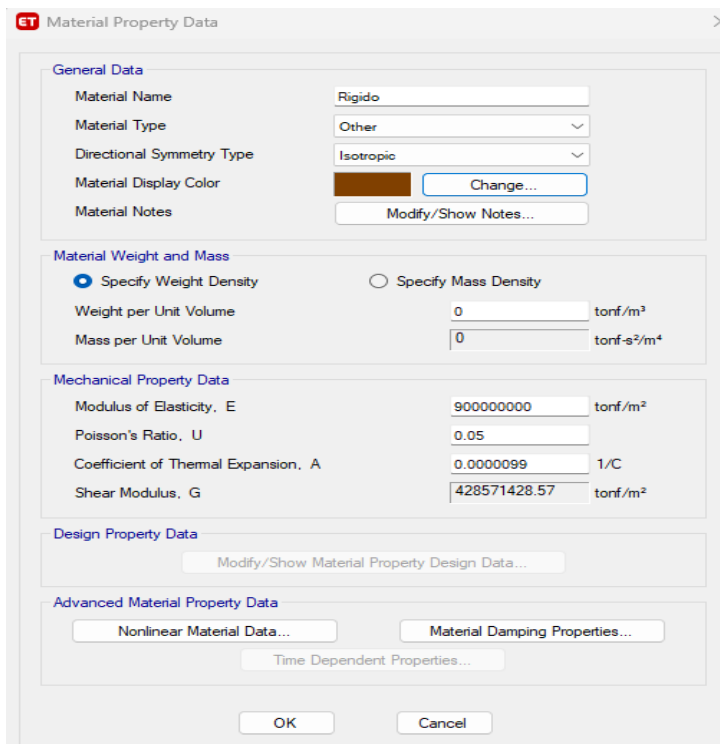 ET Material Property Data
General Data
Material Name Rigido
Material Type Other
Directional Symmetry Type Isotropic
Material Display Color Change...
Material Notes Modify/Show Notes...
Material Weight and Mass
Specify Weight Density Specify Mass Density
Weight per Unit Volume 0 tonf/m³
Mass per Unit Volume 0 tonf-s²/m⁴
Mechanical Property Data
Modulus of Elasticity, E 900000000 tonf/m²
Poisson's Ratio, U 0.05
Coefficient of Thermal Expansion, A 0.0000099 1/C
Shear Modulus, G 428571428.57 tonf/m²
Design Property Data
Modify/Show Material Property Design Data...
Advanced Material Property Data
Nonlinear Material Data... Material Damping Properties...
Time Dependent Properties...
OK Cancel